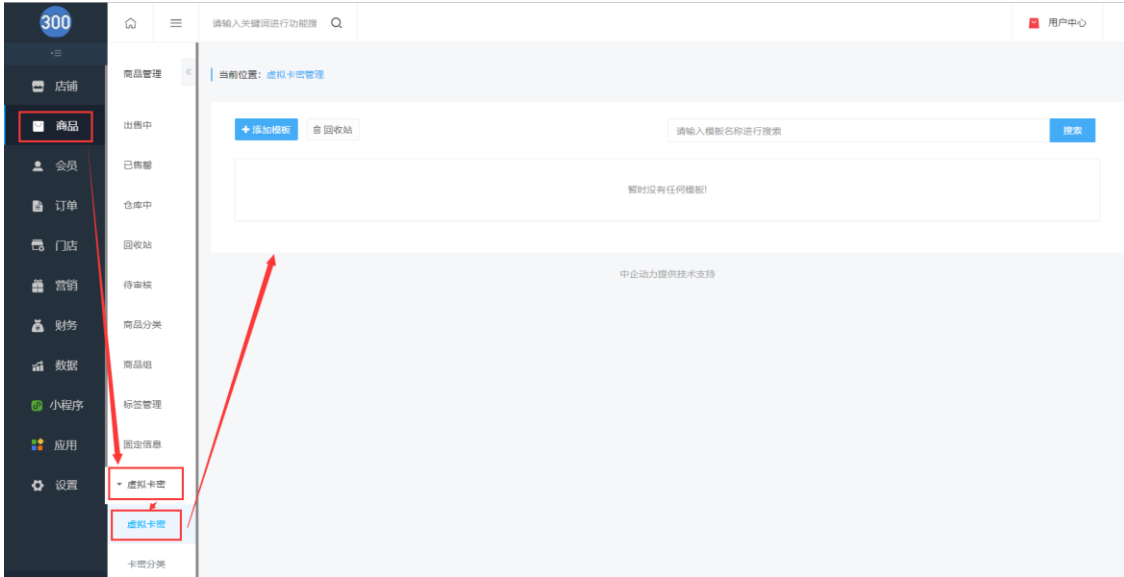 300
请输入关键词进行功能搜
用户中心
店铺
商品
会员
订单
门店
营销
财务
数据
小程序
应用
设置
商品管理
出售中
已售罄
仓库中
回收站
待审核
商品分类
商品组
标签管理
固定信息
虚拟卡密
虚拟卡密
卡密分类
当前位置：虚拟卡密管理
添加模板
回收站
请输入模板名称进行搜索
搜索
暂时没有任何模板!
中企动力提供技术支持